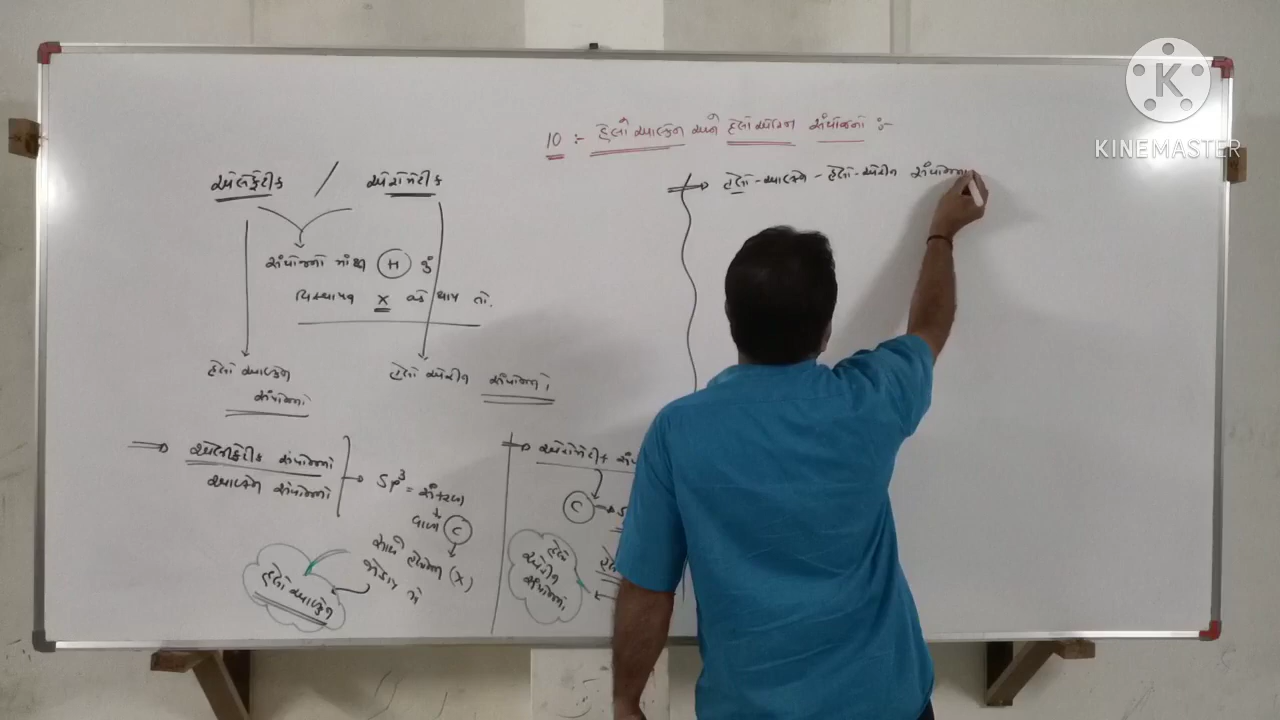 10 :- હેલો આલ્કેન અને હેલો એરિન સંયોજનો :-
એલિફેટીક / એરોમેટીક
સંયોજનો માંથી H નું
વિસ્થાપન X વડે થાય તો.
હેલો આલ્કેન
સંયોજનો
હેલો એરીન સંયોજનો
એલીફેટીક સંયોજનો
આલ્કેન સંયોજનો
SP³ = સંકરણ
વાળા C
સાથે હેલોજન (X)
જોડાય તો
હેલો આલ્કેન
એરોમેટીક
C
હેલો
એરીન
સંયોજનો
હેલો - આલ્કેન - હેલો - એરીન સંયોજનો
K
KINEMASTER